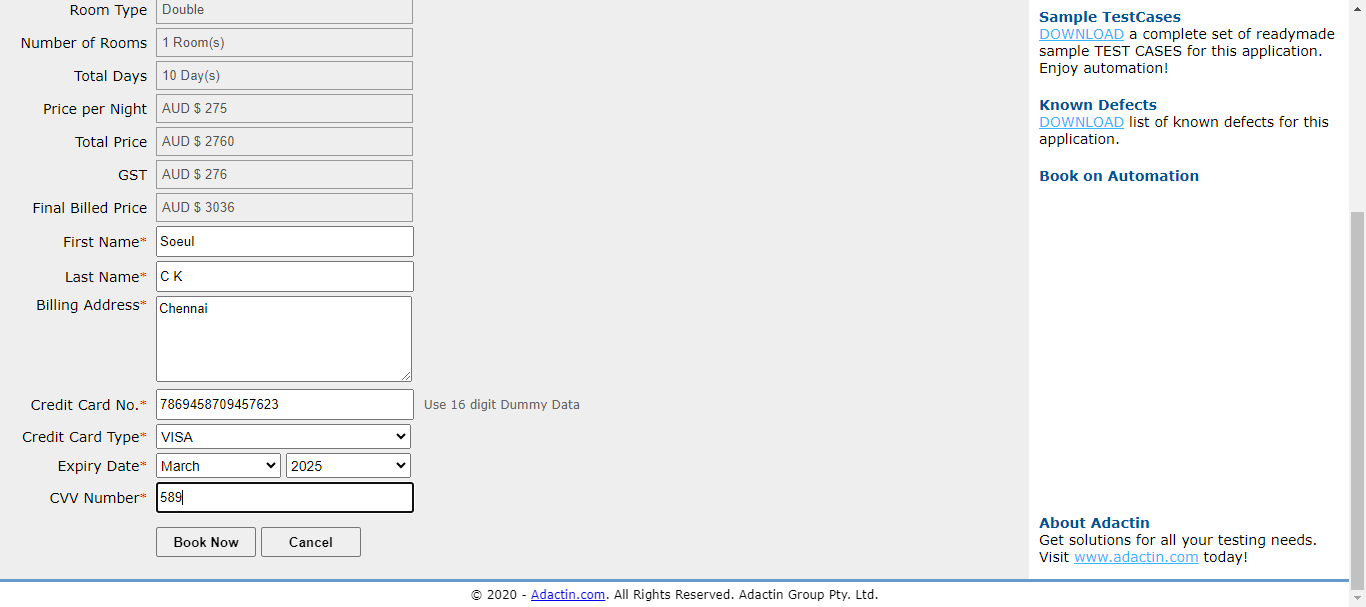 Room Type Double
Number of Rooms 1 Room(s)
Total Days 10 Day(s)
Price per Night AUD $ 275
Total Price AUD $ 2760
GST AUD $ 276
Final Billed Price AUD $ 3036
First Name* Soeul
Last Name* C K
Billing Address* Chennai
Credit Card No.* 7869458709457623 Use 16 digit Dummy Data
Credit Card Type* VISA
Expiry Date* March 2025
CVV Number* 589
Book Now Cancel
Sample TestCases
DOWNLOAD a complete set of readymade
sample TEST CASES for this application.
Enjoy automation!
Known Defects
DOWNLOAD list of known defects for this
application.
Book on Automation
About Adactin
Get solutions for all your testing needs.
Visit www.adactin.com today!
© 2020 - Adactin.com. All Rights Reserved. Adactin Group Pty. Ltd.